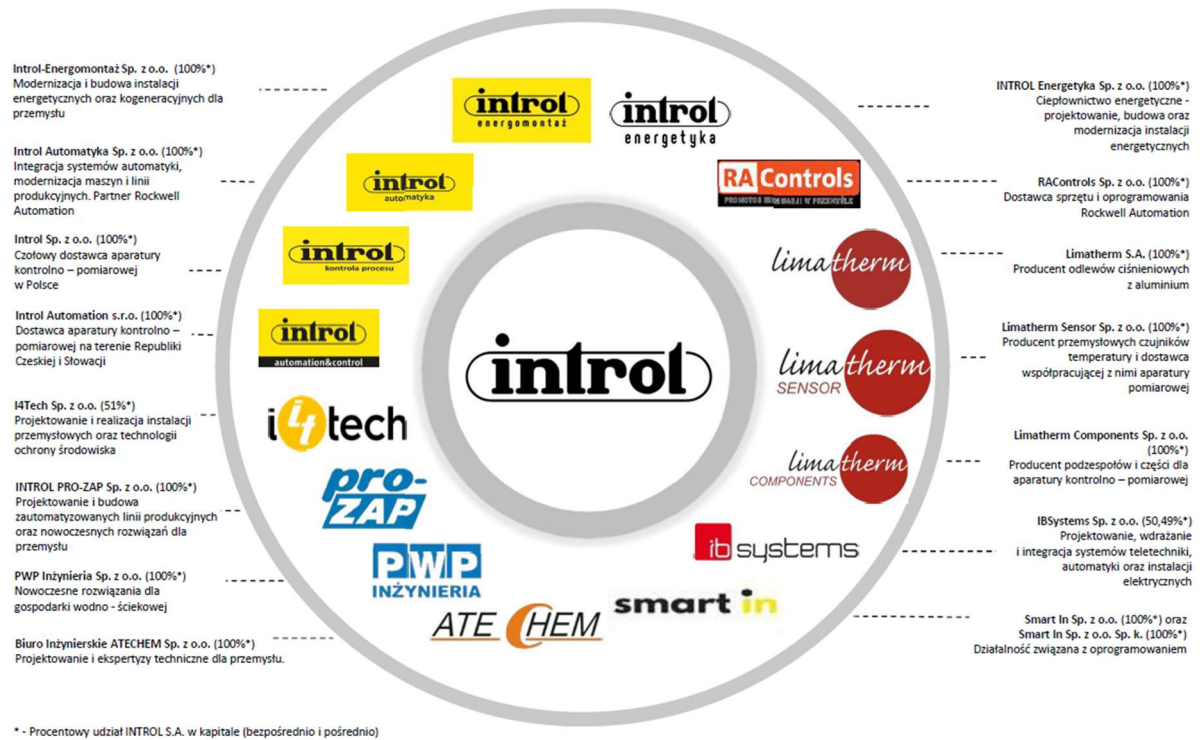 Introl-Energomontaż Sp. z o.o. (100%*)
Modernizacja i budowa instalacji
energetycznych oraz kogeneracyjnych dla
przemysłu
Introl Automatyka Sp. z o.o. (100%*)
Integracja systemów automatyki,
modernizacja maszyn i linii
produkcyjnych. Partner Rockwell
Automation
Introl Sp. z o.o. (100%*)
Czołowy dostawca aparatury
kontrolno – pomiarowej
w Polsce
Introl Automation s.r.o. (100%*)
Dostawca aparatury kontrolno –
pomiarowej na terenie Republiki
Czeskiej i Słowacji
I4Tech Sp. z o.o. (51%*)
Projektowanie i realizacja instalacji
przemysłowych oraz technologii
ochrony środowiska
INTROL PRO-ZAP Sp. z o.o. (100%*)
Projektowanie i budowa
zautomatyzowanych linii produkcyjnych
oraz nowoczesnych rozwiązań dla
przemysłu
PWP Inżynieria Sp. z o.o. (100%*)
Nowoczesne rozwiązania dla
gospodarki wodno - ściekowej
Biuro Inżynierskie ATECHEM Sp. z o.o. (100%*)
Projektowanie i ekspertyzy techniczne dla przemysłu.
introl
energomontaż
introl
energetyka
introl
automatyka
RA Controls
PROMOTOR INNOWACJI W PRZEMYŚLE
introl
kontrola procesu
limatherm
introl
automation&control
introl
limatherm
SENSOR
i4tech
limatherm
COMPONENTS
pro-
ZAP
ib systems
PWP
INŻYNIERIA
smart in
ATECHEM
INTROL Energetyka Sp. z o.o. (100%*)
Ciepłownictwo energetyczne -
projektowanie, budowa oraz
modernizacja instalacji
energetycznych
RAControls Sp. z o.o. (100%*)
Dostawca sprzętu i oprogramowania
Rockwell Automation
Limatherm S.A. (100%*)
Producent odlewów ciśnieniowych
z aluminium
Limatherm Sensor Sp. z o.o. (100%*)
Producent przemysłowych czujników
temperatury i dostawca
współpracującej z nimi aparatury
pomiarowej
Limatherm Components Sp. z o.o.
(100%*)
Producent podzespołów i części dla
aparatury kontrolno – pomiarowej
IBSystems Sp. z o.o. (50,49%*)
Projektowanie, wdrażanie
i integracja systemów teletechniki,
automatyki oraz instalacji
elektrycznych
Smart In Sp. z o.o. (100%*) oraz
Smart In Sp. z o.o. Sp. k. (100%*)
Działalność związana z oprogramowaniem
* - Procentowy udział INTROL S.A. w kapitale (bezpośrednio i pośrednio)